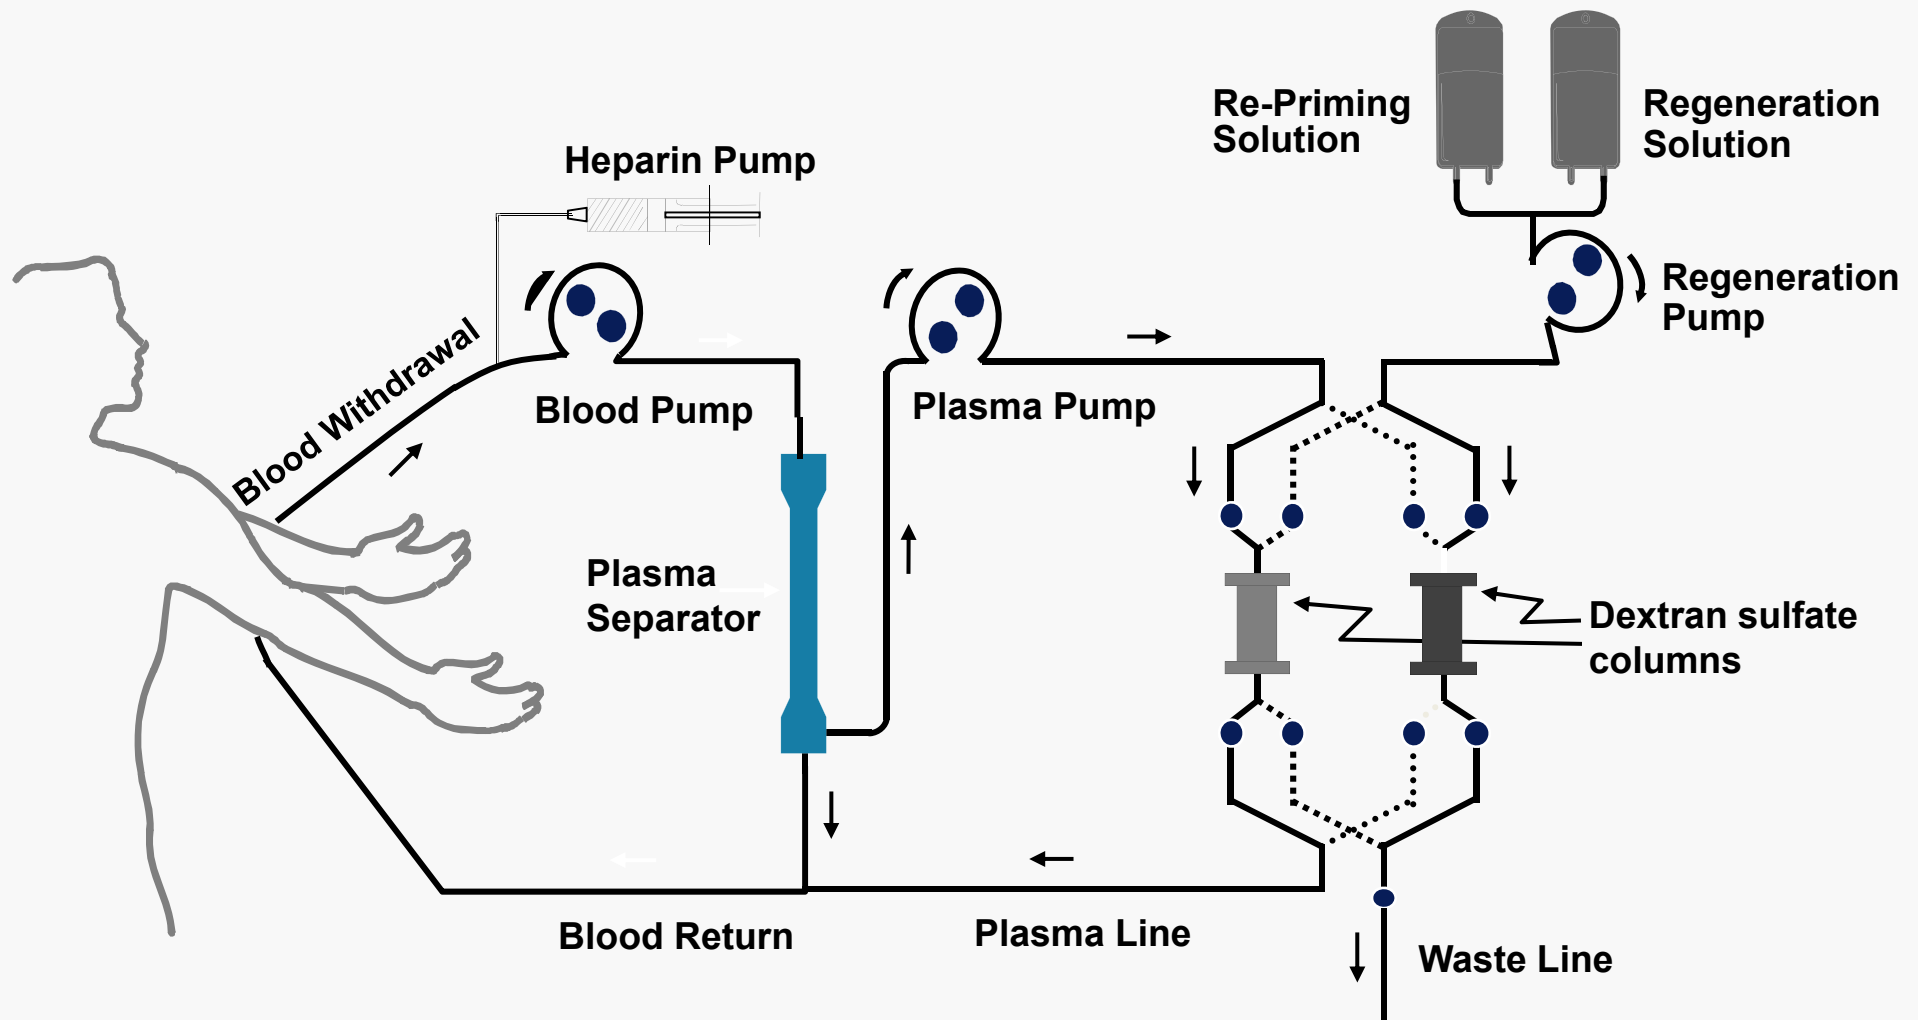 Re-Priming
Solution
Regeneration
Solution
Heparin Pump
Regeneration
Pump
Blood Withdrawal
Blood Pump
Plasma Pump
Plasma
Separator
Dextran sulfate
columns
Blood Return
Plasma Line
Waste Line